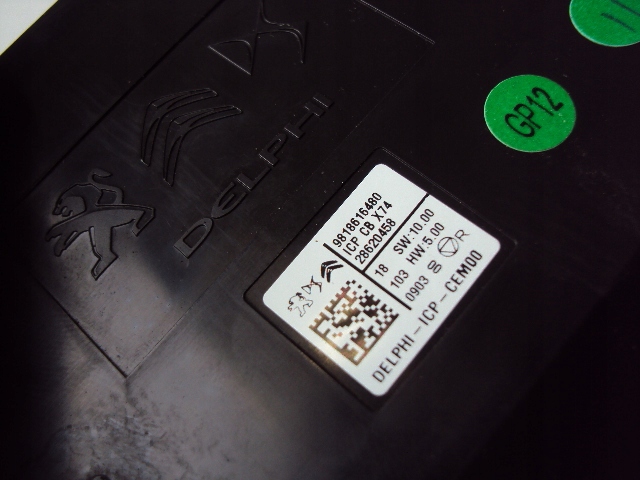 DS
DELPHI
GP12
9818616480
ICP CB X74
28620458
18 SW:10.00
103 HW:5.00
0903 R
DELPHI-ICP-CEM00